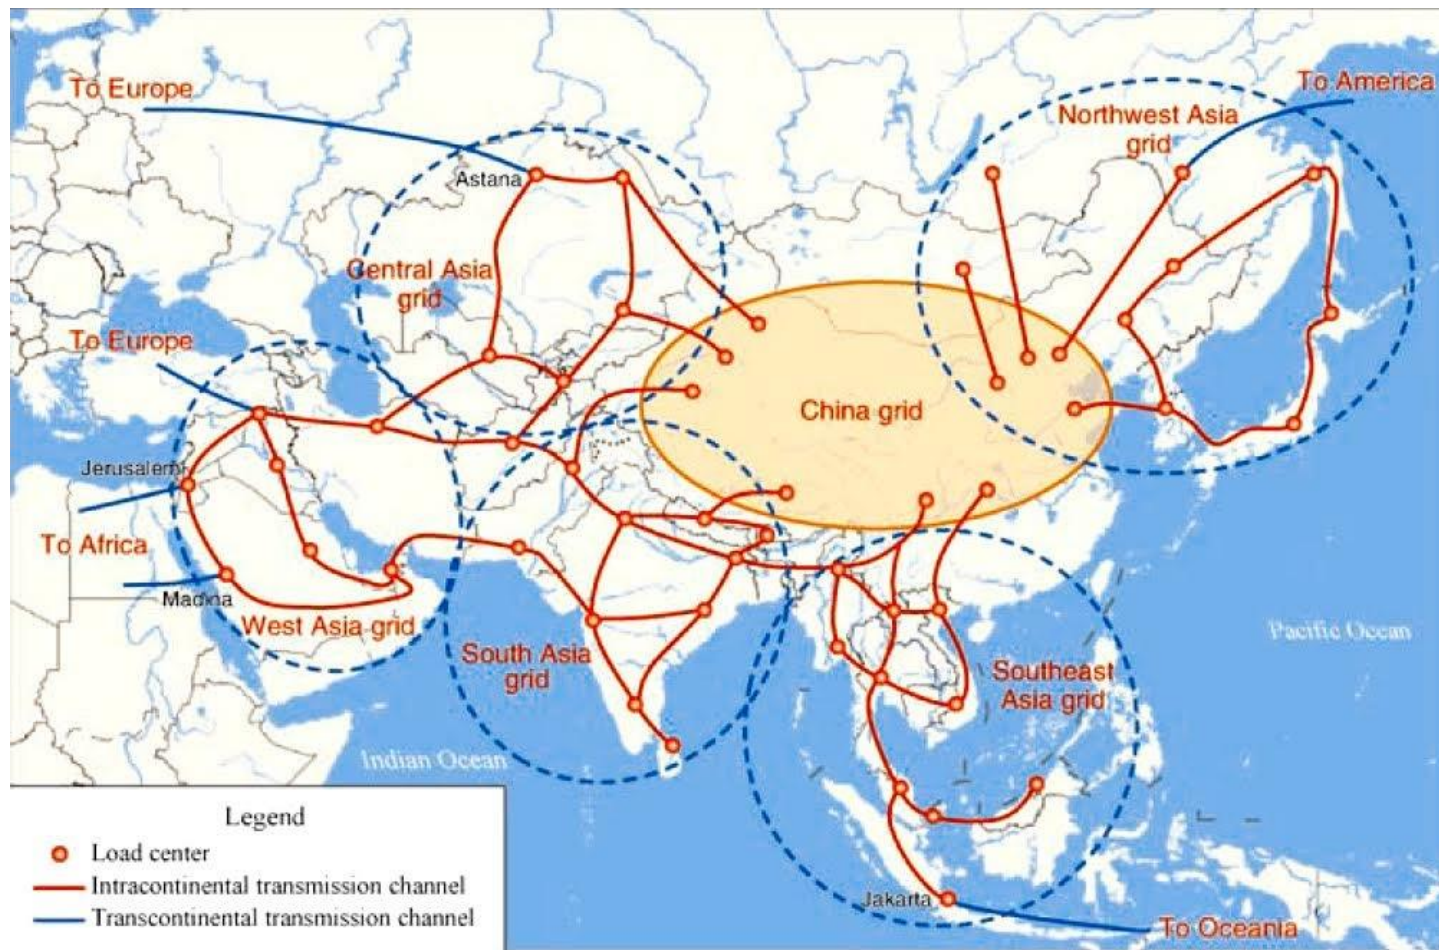 To Europe
To America
Northwest Asia
grid
Astana
Central Asia
grid
To Europe
China grid
Jerusalem
To Africa
Madina
West Asia grid
South Asia
grid
Southeast
Asia grid
Pacific Ocean
Indian Ocean
Legend
Load center
Intracontinental transmission channel
Transcontinental transmission channel
Jakarta
To Oceania